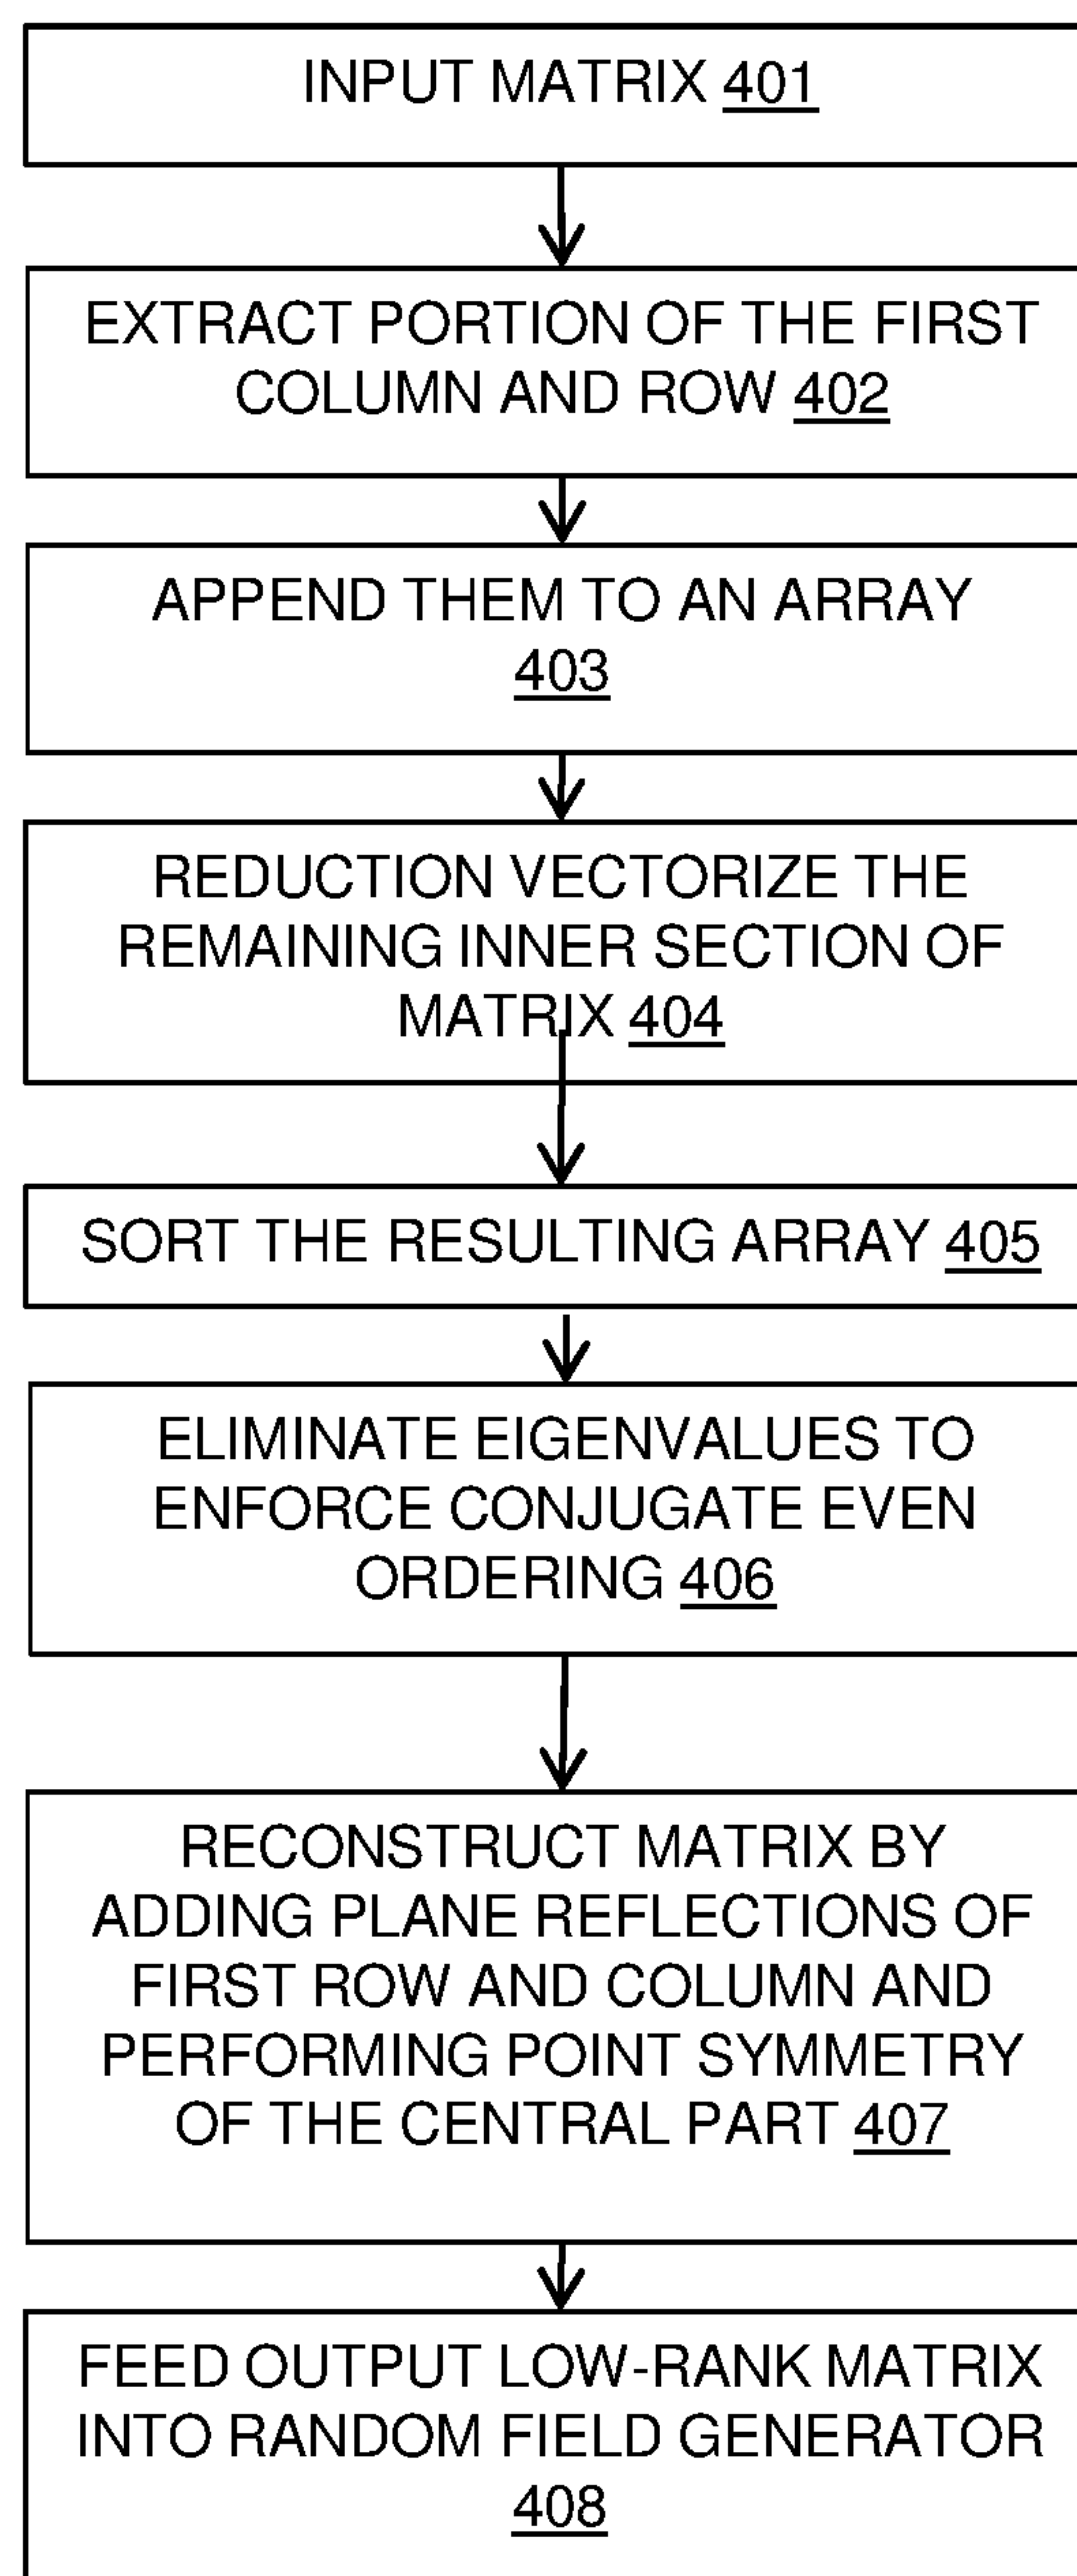 INPUT MATRIX 401
EXTRACT PORTION OF THE FIRST
COLUMN AND ROW 402
APPEND THEM TO AN ARRAY
403
REDUCTION VECTORIZE THE
REMAINING INNER SECTION OF
MATRIX 404
SORT THE RESULTING ARRAY 405
ELIMINATE EIGENVALUES TO
ENFORCE CONJUGATE EVEN
ORDERING 406
RECONSTRUCT MATRIX BY
ADDING PLANE REFLECTIONS OF
FIRST ROW AND COLUMN AND
PERFORMING POINT SYMMETRY
OF THE CENTRAL PART 407
FEED OUTPUT LOW-RANK MATRIX
INTO RANDOM FIELD GENERATOR
408